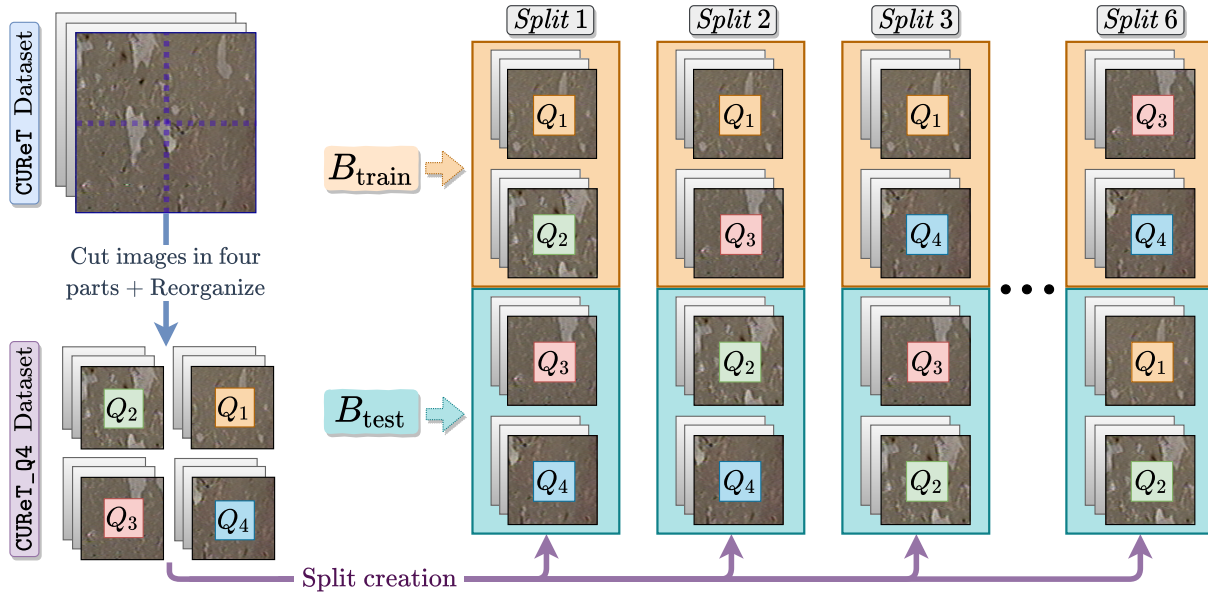 CUReT Dataset
Cut images in four
parts + Reorganize
CUReT_Q4 Dataset
Q2
Q1
Q3
Q4
Btrain
Btest
Split 1
Split 2
Split 3
Split 6
Q1
Q1
Q1
Q3
Q2
Q3
Q4
Q4
•••
Q3
Q2
Q3
Q1
Q4
Q4
Q2
Q2
Split creation